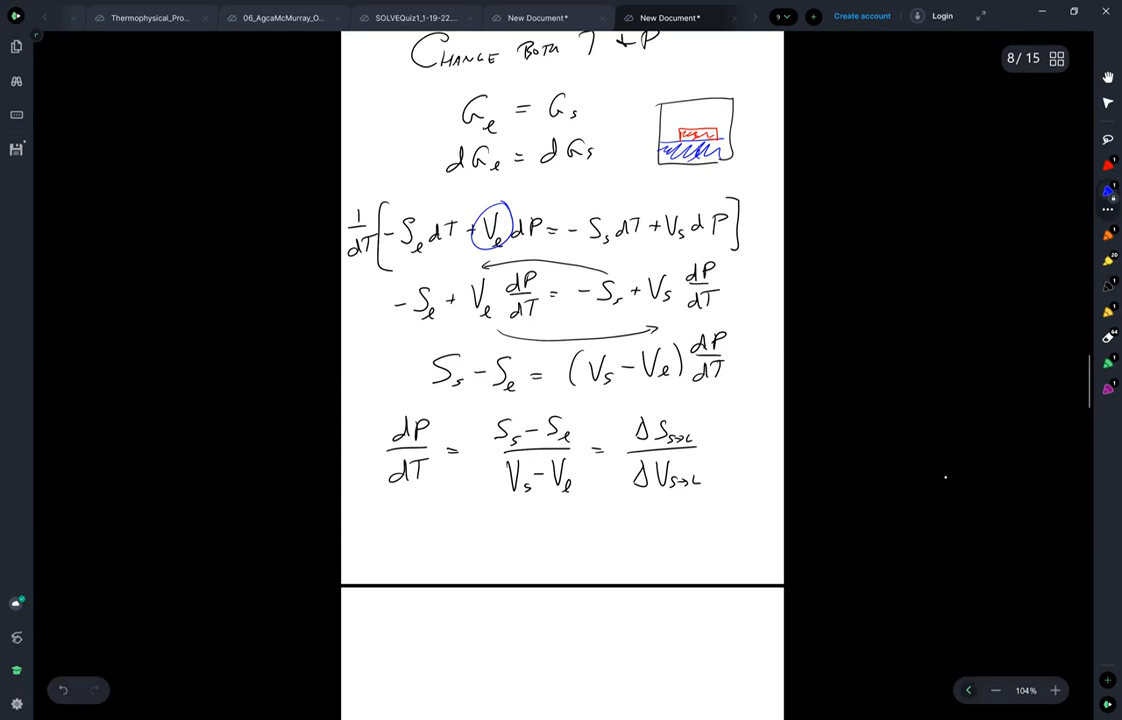 Thermophysical_Pro...
06_AgcaMcMurray_O...
SOLVEQuiz1_1-19-22....
New Document*
New Document*
9
Create account
Login
CHANGE BOTH T + P
8 / 15
G_l = G_s
dG_l = dG_s
1/dT [ - S_l dT + V_l dP = - S_s dT + V_s dP ]
- S_l + V_l dP/dT = - S_s + V_s dP/dT
S_s - S_l = (V_s - V_l) dP/dT
dP/dT = (S_s - S_l)/(V_s - V_l) = ΔS_s→L/ΔV_s→L
104%